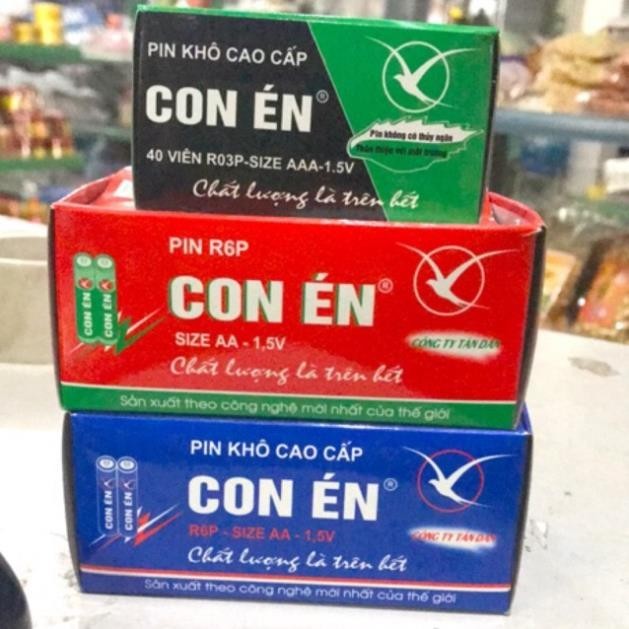 PIN KHÔ CAO CẤP
CON ÉN®
Pin không có thủy ngân
Thân thiện với môi trường
40 VIÊN R03P-SIZE AAA-1.5V
Chất lượng là trên hết
PIN R6P
CON ÉN®
CON ÉN
CON ÉN
SIZE AA - 1,5V
CÔNG TY TÂN DÂN
Chất lượng là trên hết
Sản xuất theo công nghệ mới nhất của thế giới
PIN KHÔ CAO CẤP
CON ÉN®
R6P - SIZE AA - 1,5V
CÔNG TY TÂN DÂN
Chất lượng là trên hết
Sản xuất theo công nghệ mới nhất của thế giới